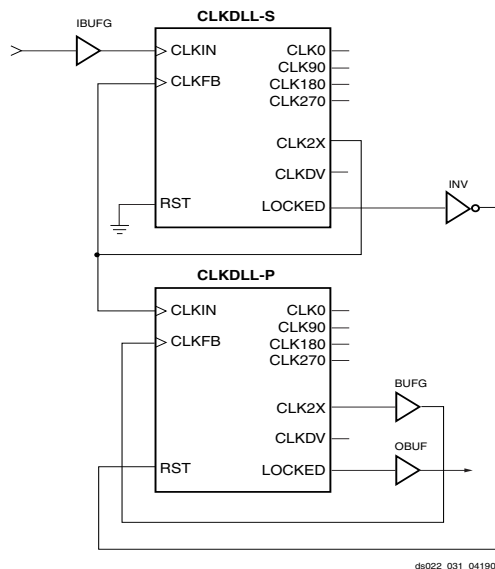 CLKDLL-S
IBUFG
CLKIN
CLKFB
RST
CLK0
CLK90
CLK180
CLK270
CLK2X
CLKDV
LOCKED
INV
CLKDLL-P
CLKIN
CLKFB
RST
CLK0
CLK90
CLK180
CLK270
CLK2X
CLKDV
LOCKED
BUFG
OBUF
ds022_031_04190